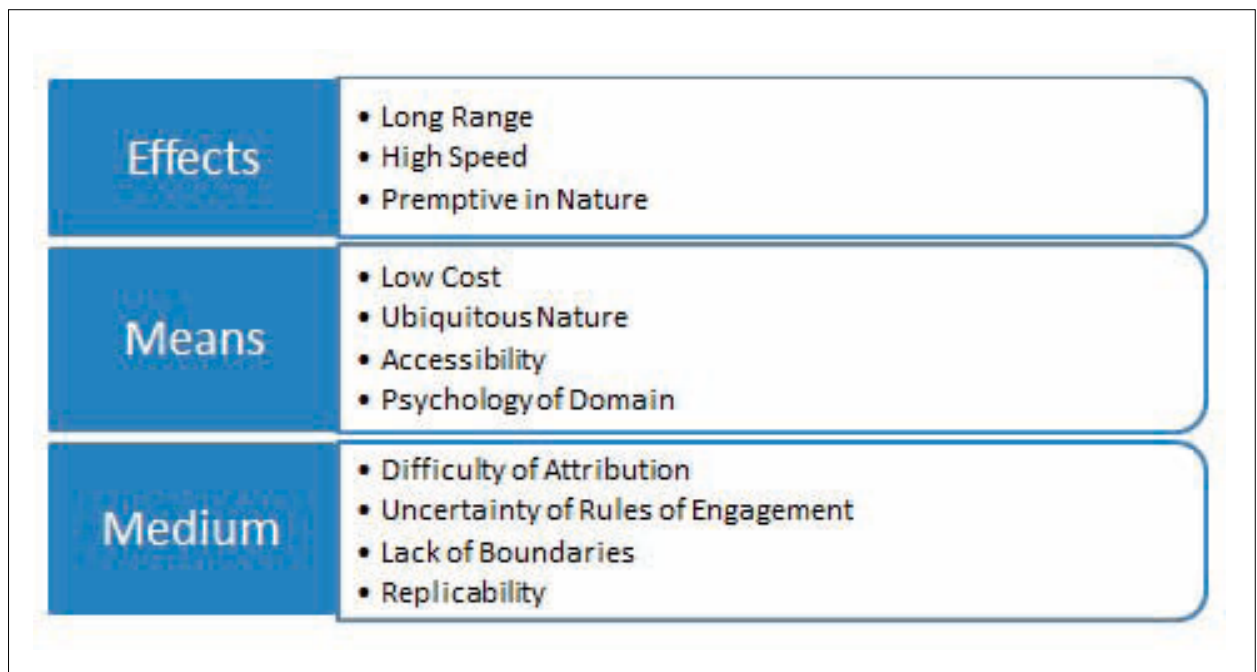 Effects
• Long Range
• High Speed
• Premptive in Nature
Means
• Low Cost
• Ubiquitous Nature
• Accessibility
• Psychology of Domain
Medium
• Difficulty of Attribution
• Uncertainty of Rules of Engagement
• Lack of Boundaries
• Replicability